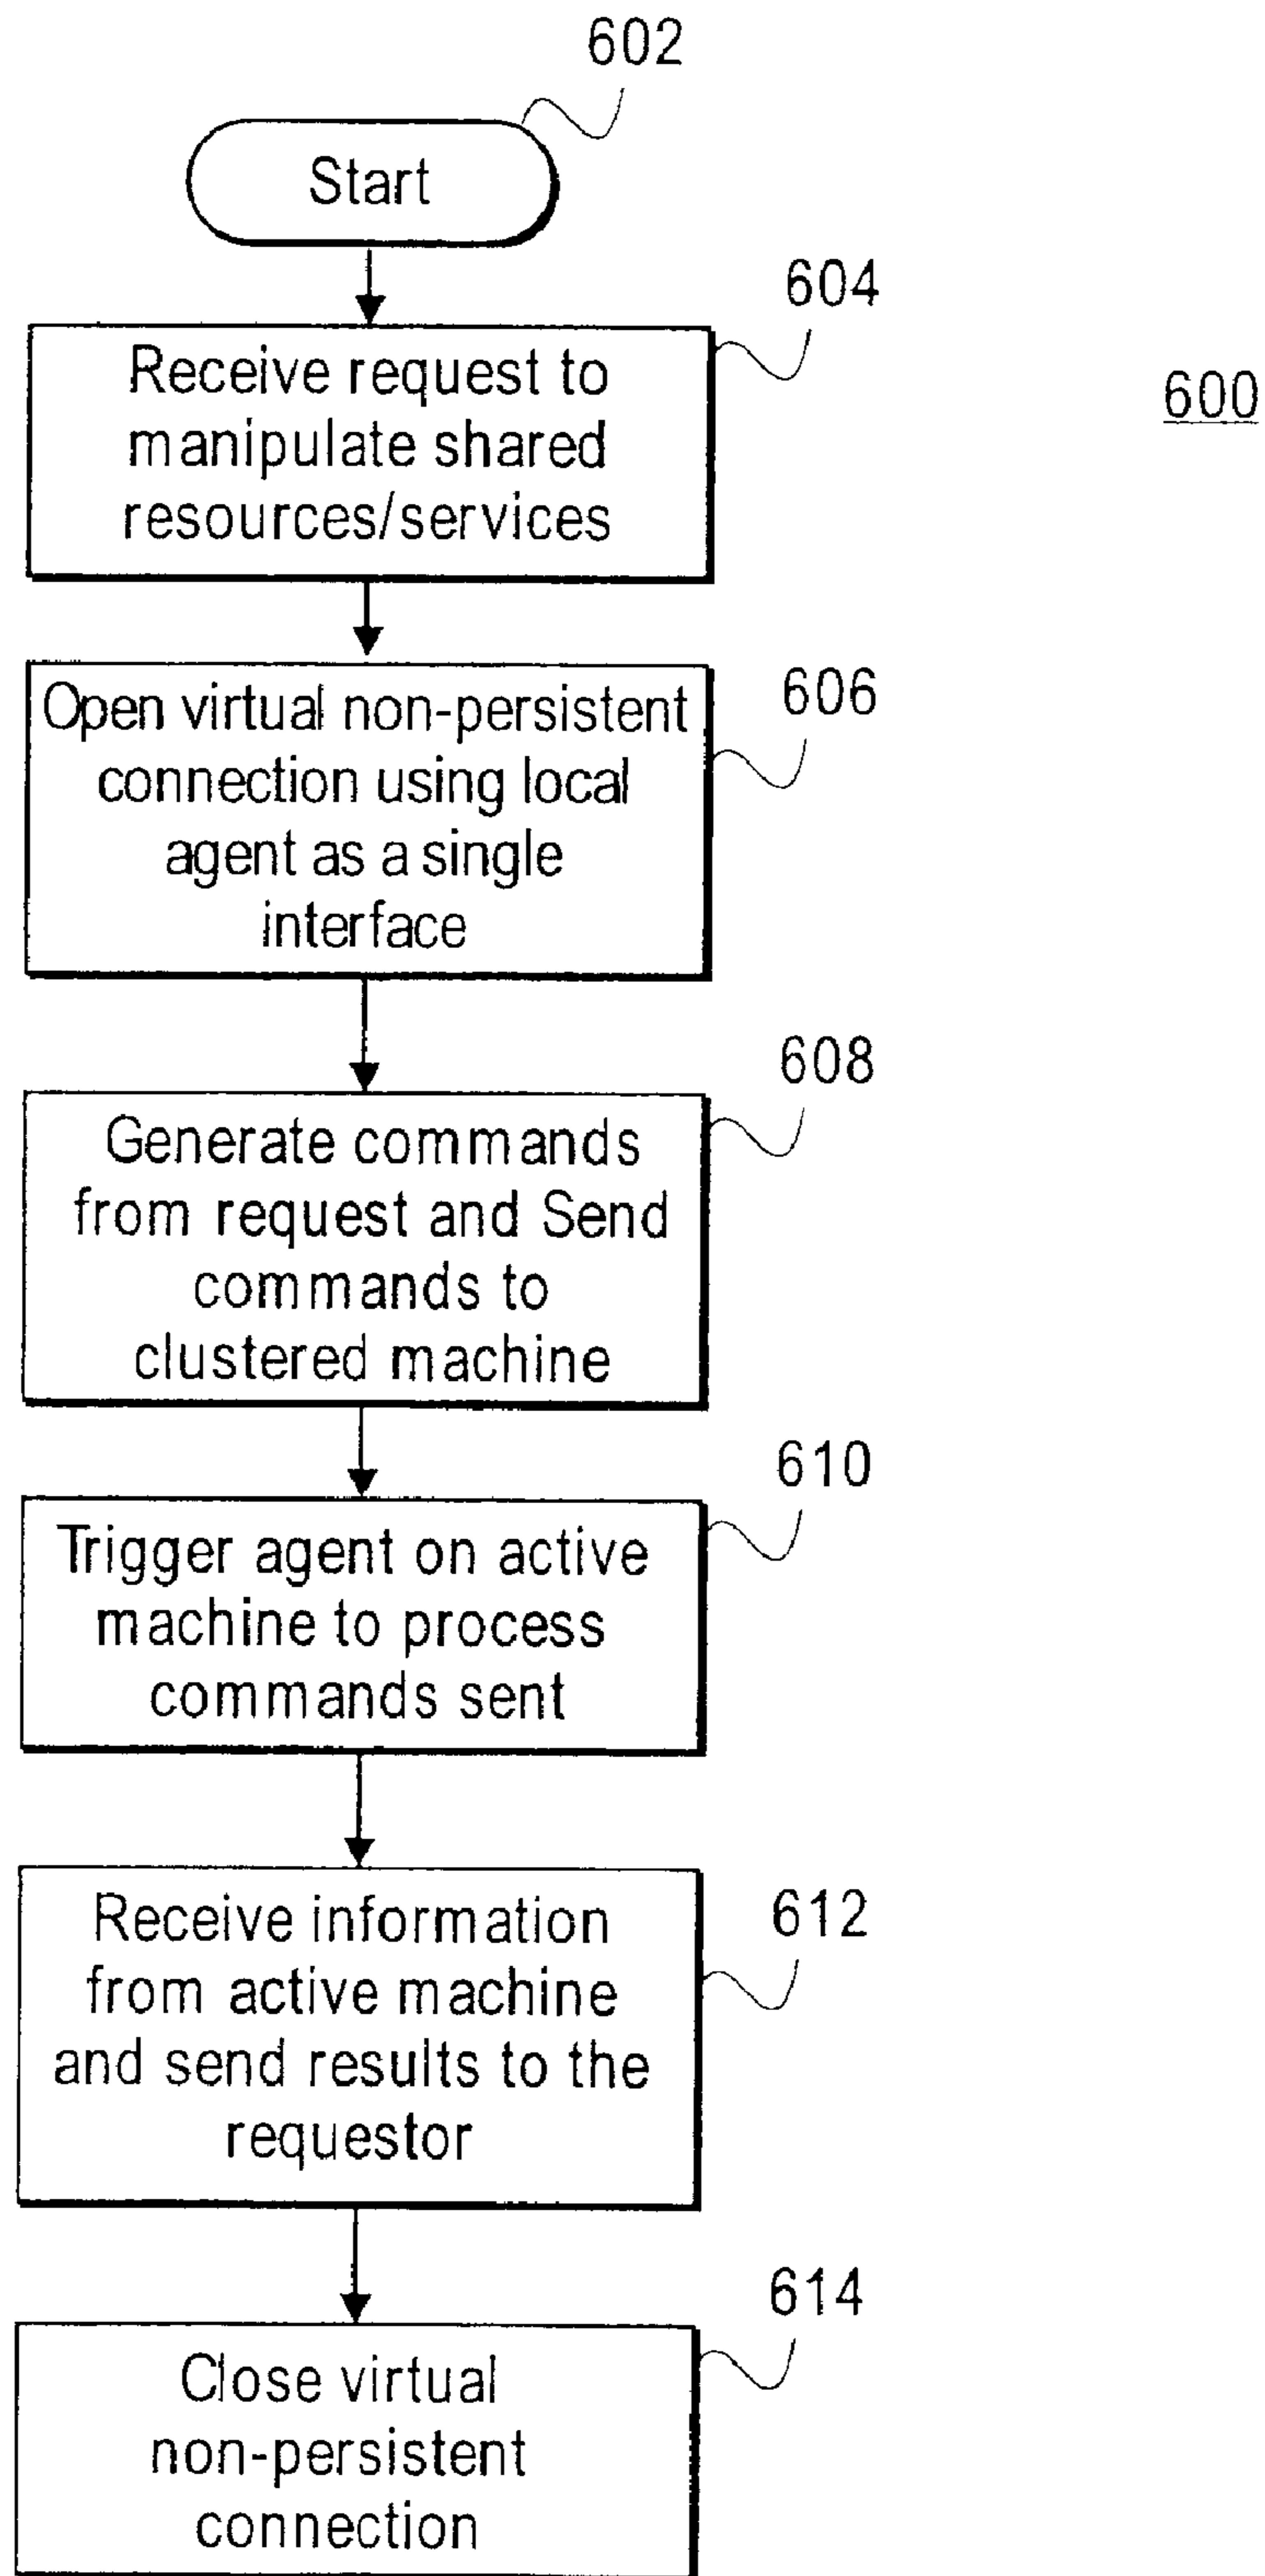 602
Start
604
Receive request to
manipulate shared
resources/services
600
606
Open virtual non-persistent
connection using local
agent as a single
interface
608
Generate commands
from request and Send
commands to
clustered machine
610
Trigger agent on active
machine to process
commands sent
612
Receive information
from active machine
and send results to the
requestor
614
Close virtual
non-persistent
connection